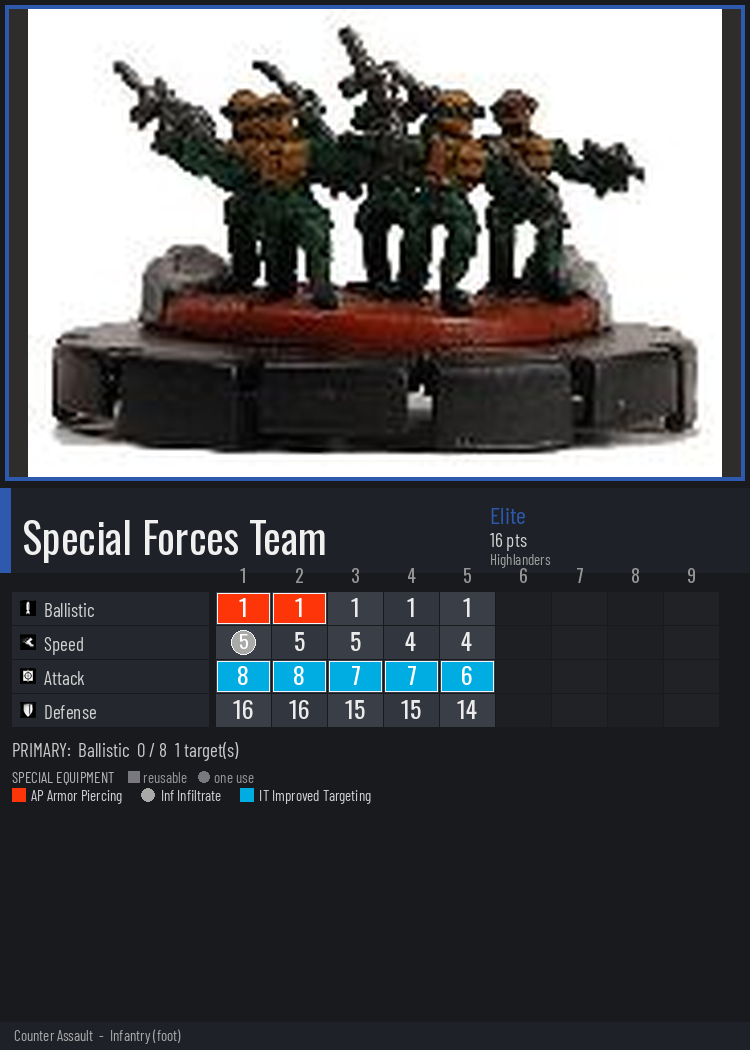 Special Forces Team
Elite
16 pts
Highlanders
1 2 3 4 5 6 7 8 9
Ballistic 1 1 1 1 1
Speed 5 5 5 4 4
Attack 8 8 7 7 6
Defense 16 16 15 15 14
PRIMARY: Ballistic 0 / 8 1 target(s)
SPECIAL EQUIPMENT reusable one use
AP Armor Piercing Inf Infiltrate IT Improved Targeting
Counter Assault - Infantry (foot)